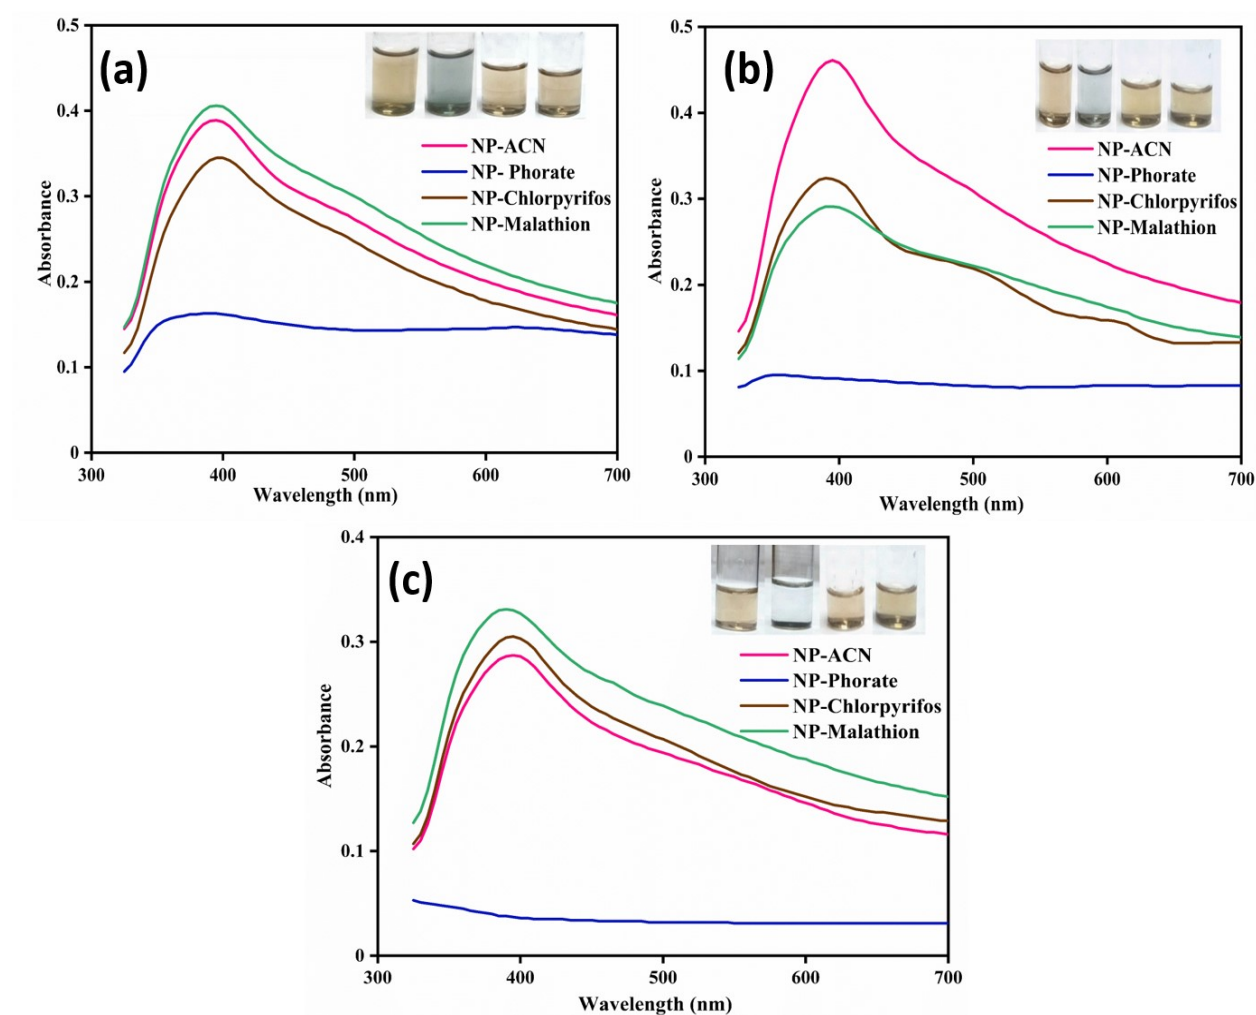 (a)
0.5
0.4
0.3
0.2
0.1
0
Absorbance
300 400 500 600 700
Wavelength (nm)
NP-ACN
NP- Phorate
NP-Chlorpyrifos
NP-Malathion
(b)
0.5
0.4
0.3
0.2
0.1
0
Absorbance
300 400 500 600 700
Wavelength (nm)
NP-ACN
NP-Phorate
NP-Chlorpyrifos
NP-Malathion
(c)
0.4
0.3
0.2
0.1
0
Absorbance
300 400 500 600 700
Wavelength (nm)
NP-ACN
NP-Phorate
NP-Chlorpyrifos
NP-Malathion